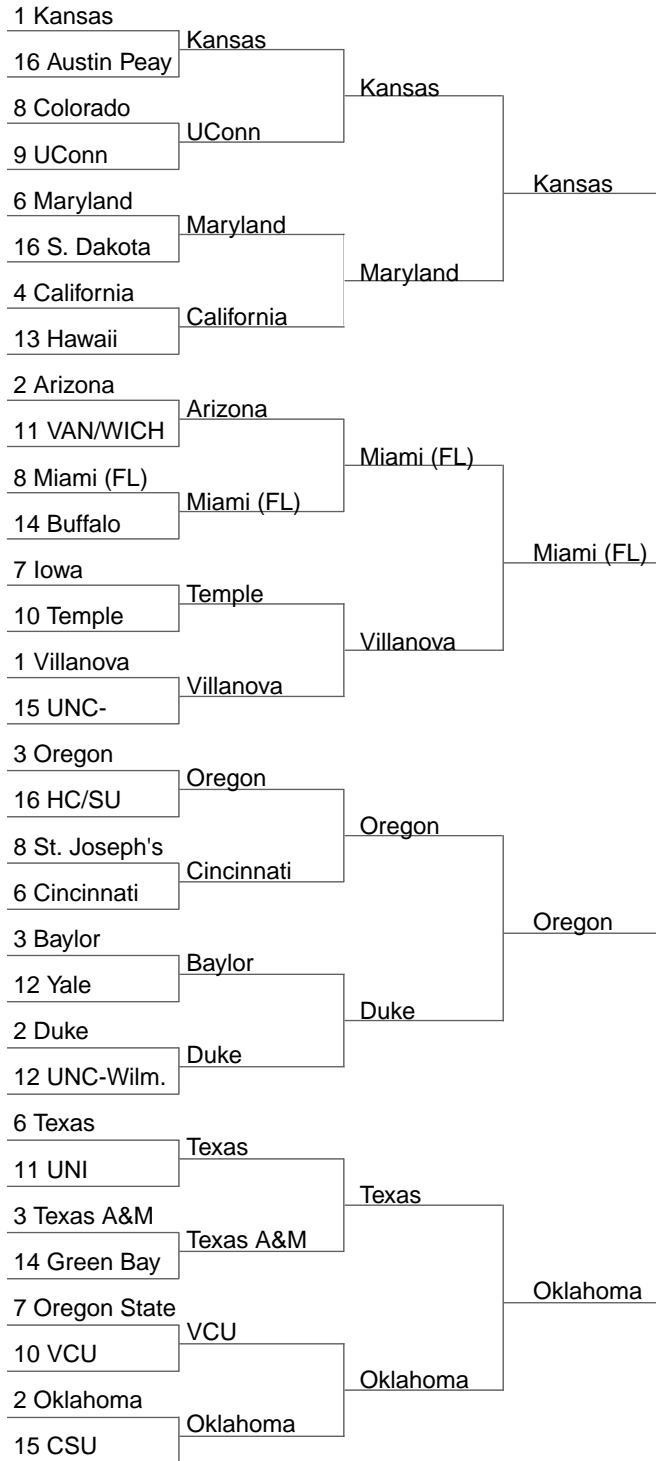 1 Kansas
16 Austin Peay
8 Colorado
9 UConn
6 Maryland
16 S. Dakota
4 California
13 Hawaii
2 Arizona
11 VAN/WICH
8 Miami (FL)
14 Buffalo
7 Iowa
10 Temple
1 Villanova
15 UNC-
3 Oregon
16 HC/SU
8 St. Joseph's
6 Cincinnati
3 Baylor
12 Yale
2 Duke
12 UNC-Wilm.
6 Texas
11 UNI
3 Texas A&M
14 Green Bay
7 Oregon State
10 VCU
2 Oklahoma
15 CSU
Kansas
UConn
Maryland
California
Arizona
Miami (FL)
Temple
Villanova
Oregon
Cincinnati
Baylor
Duke
Texas
Texas A&M
VCU
Oklahoma
Kansas
Maryland
Miami (FL)
Villanova
Oregon
Duke
Texas
Oklahoma
Kansas
Miami (FL)
Oregon
Oklahoma